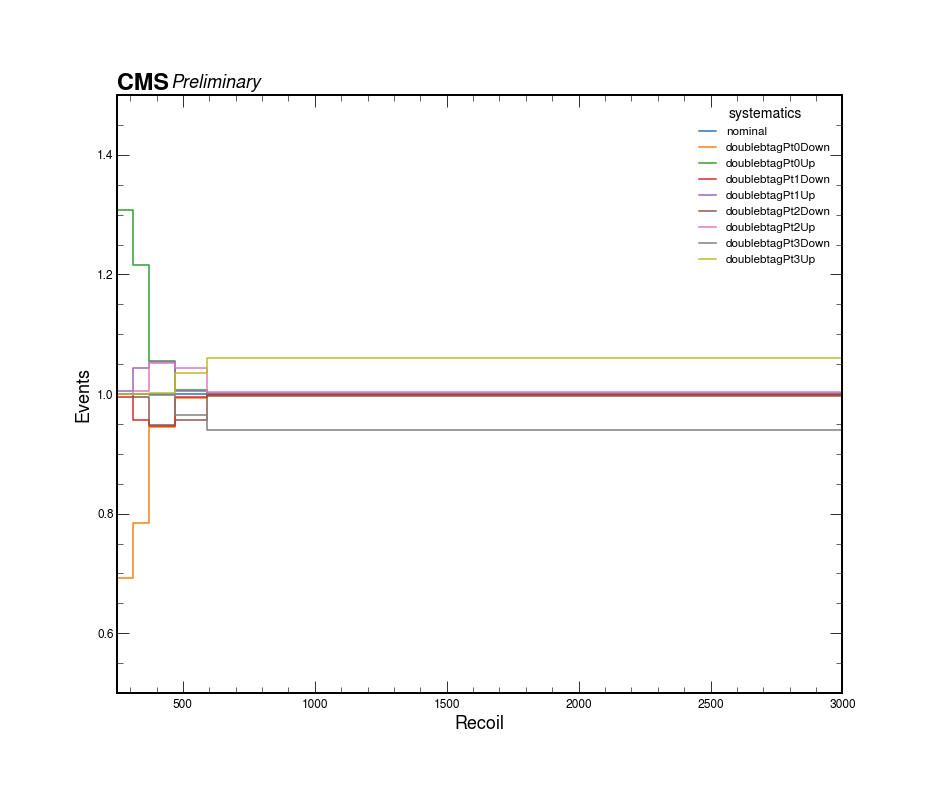 CMS Preliminary
systematics
nominal
doublebtagPt0Down
doublebtagPt0Up
doublebtagPt1Down
doublebtagPt1Up
doublebtagPt2Down
doublebtagPt2Up
doublebtagPt3Down
doublebtagPt3Up
1.4
1.2
1.0
0.8
0.6
Events
500 1000 1500 2000 2500 3000
Recoil